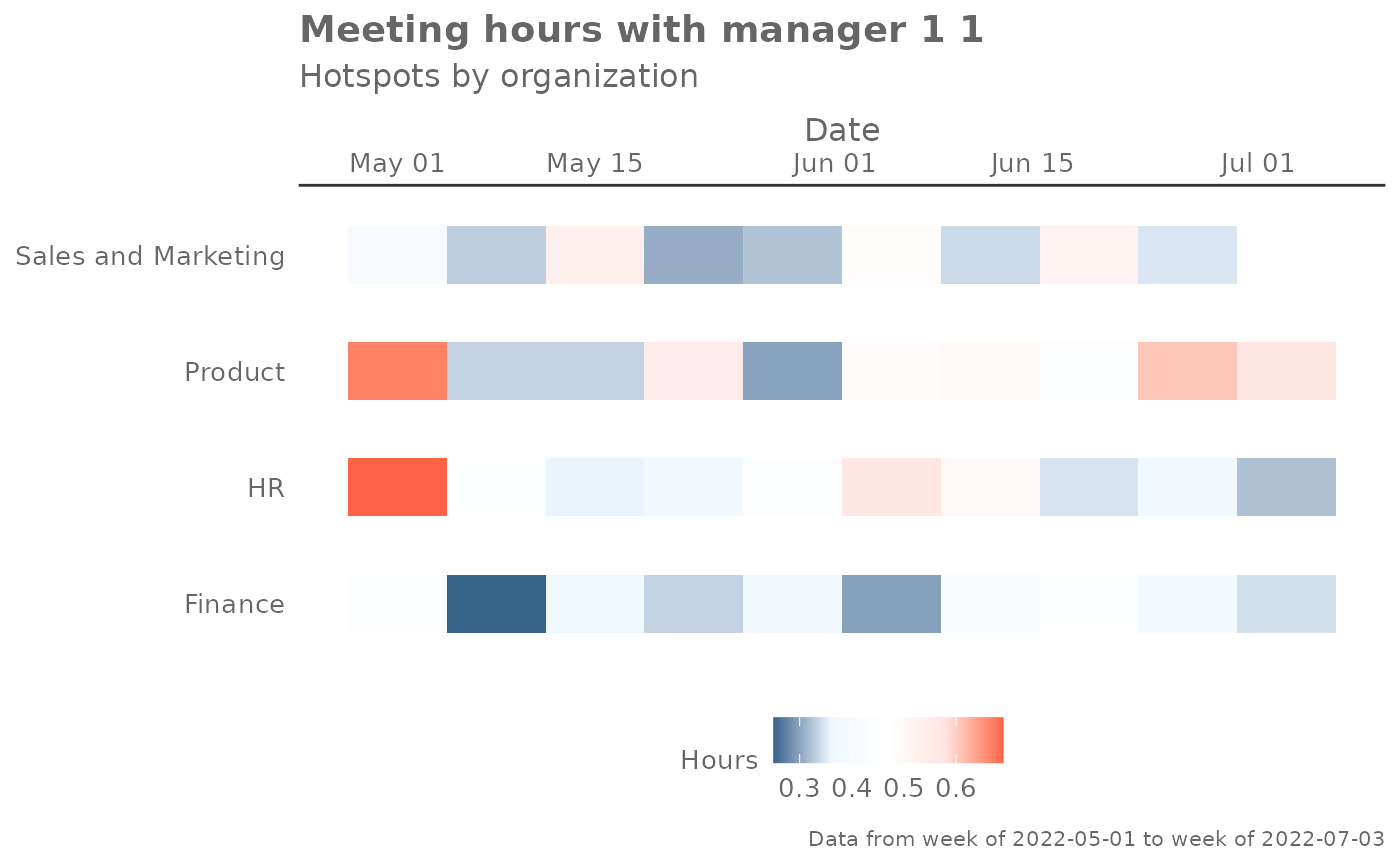 Meeting hours with manager 1 1
Hotspots by organization
Date
May 01 May 15 Jun 01 Jun 15 Jul 01
Sales and Marketing
Product
HR
Finance
Hours
0.3 0.4 0.5 0.6
Data from week of 2022-05-01 to week of 2022-07-03